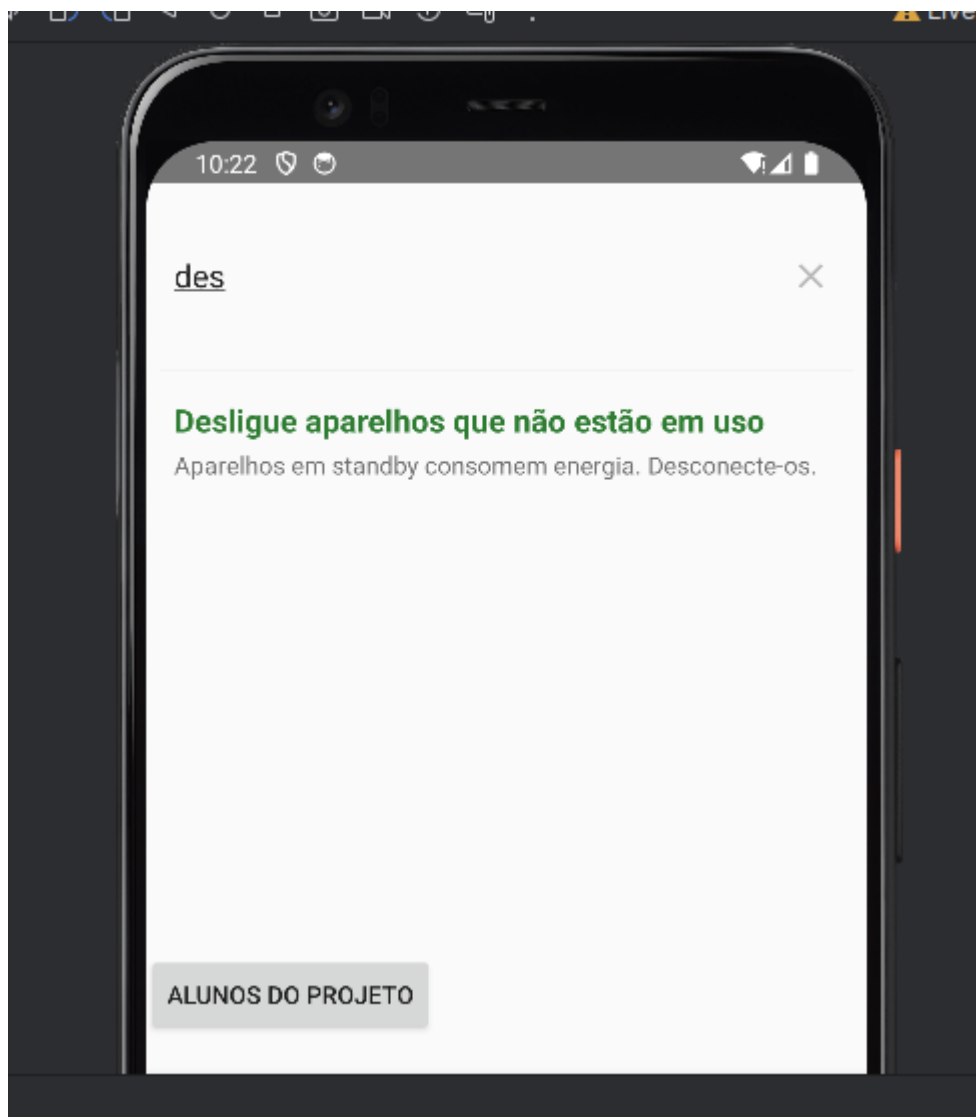 Live
10:22
des
Desligue aparelhos que não estão em uso
Aparelhos em standby consomem energia. Desconecte-os.
ALUNOS DO PROJETO